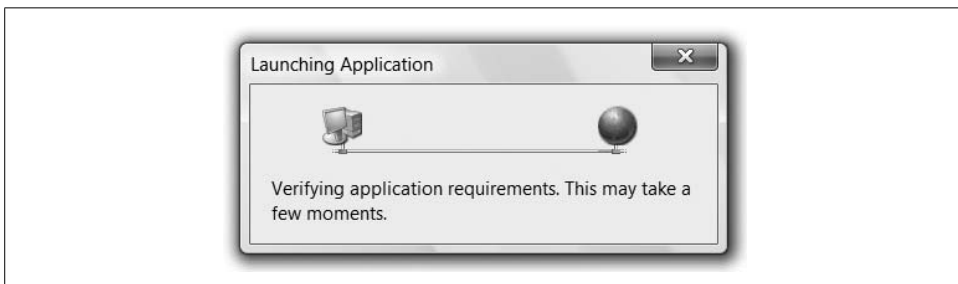 Launching Application
Verifying application requirements. This may take a
few moments.